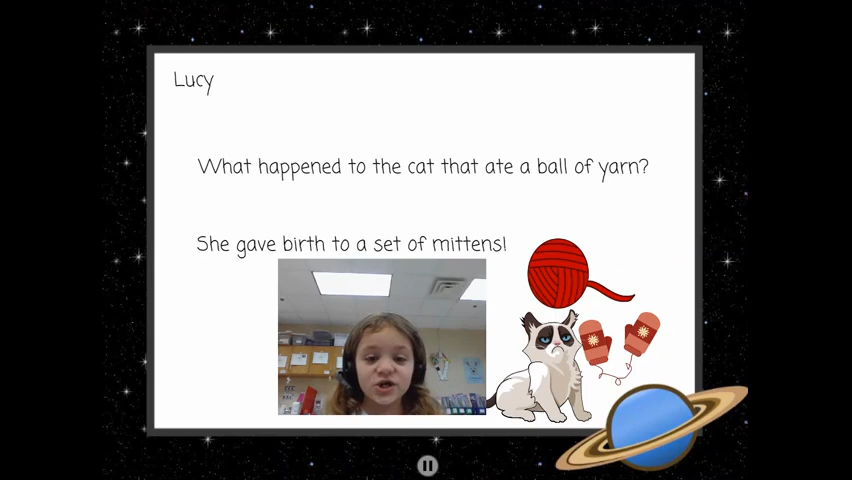 Lucy
What happened to the cat that ate a ball of yarn?
She gave birth to a set of mittens!